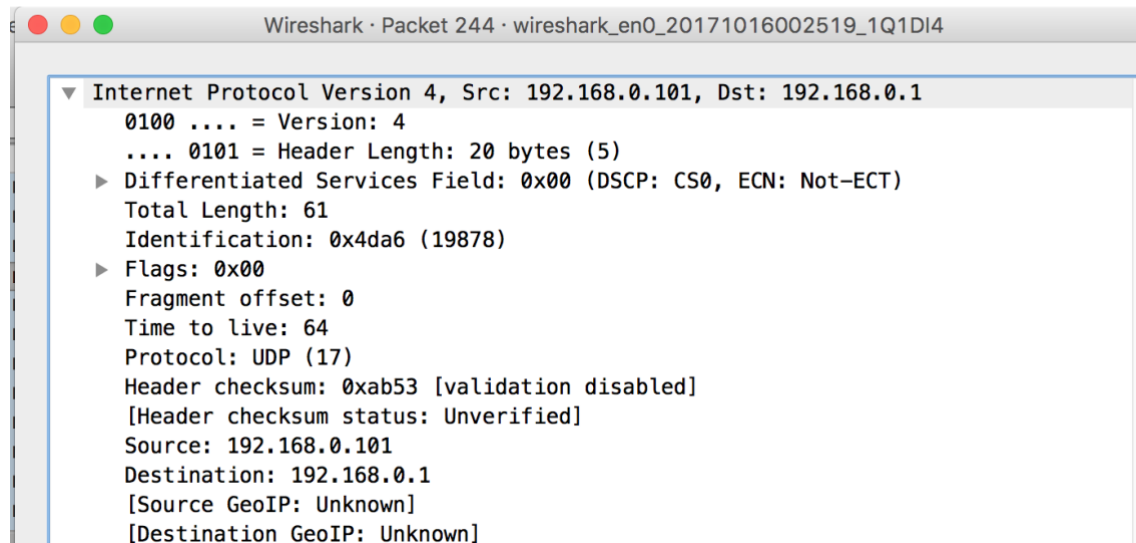 Wireshark · Packet 244 · wireshark_en0_20171016002519_1Q1DI4
Internet Protocol Version 4, Src: 192.168.0.101, Dst: 192.168.0.1
0100 .... = Version: 4
.... 0101 = Header Length: 20 bytes (5)
Differentiated Services Field: 0x00 (DSCP: CS0, ECN: Not-ECT)
Total Length: 61
Identification: 0x4da6 (19878)
Flags: 0x00
Fragment offset: 0
Time to live: 64
Protocol: UDP (17)
Header checksum: 0xab53 [validation disabled]
[Header checksum status: Unverified]
Source: 192.168.0.101
Destination: 192.168.0.1
[Source GeoIP: Unknown]
[Destination GeoIP: Unknown]